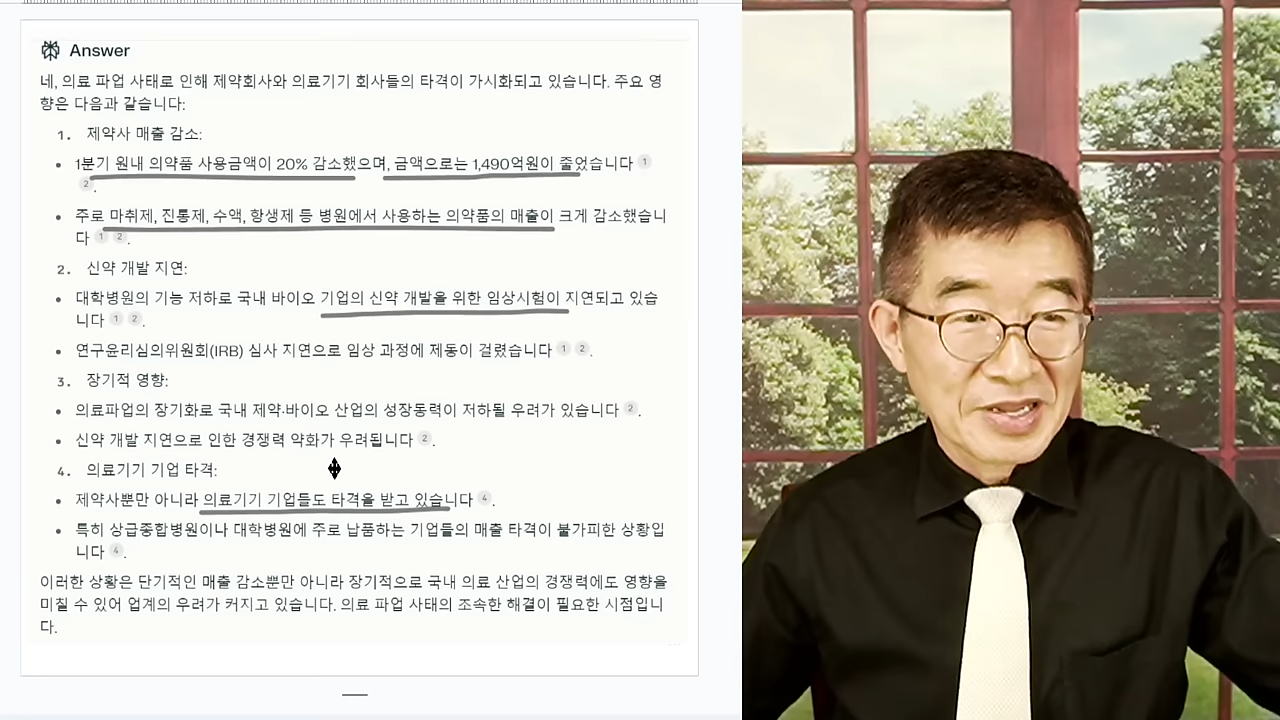 Answer
네, 의료 파업 사태로 인해 제약회사와 의료기기 회사들의 타격이 가시화되고 있습니다. 주요 영
향은 다음과 같습니다:
1. 제약사 매출 감소:
• 1분기 원내 의약품 사용금액이 20% 감소했으며, 금액으로는 1,490억원이 줄었습니다 1
2.
• 주로 마취제, 진통제, 수액, 항생제 등 병원에서 사용하는 의약품의 매출이 크게 감소했습니
다 1 2.
2. 신약 개발 지연:
• 대학병원의 기능 저하로 국내 바이오 기업의 신약 개발을 위한 임상시험이 지연되고 있습
니다 1 2.
• 연구윤리심의위원회(IRB) 심사 지연으로 임상 과정에 제동이 걸렸습니다 1 2.
3. 장기적 영향:
• 의료파업의 장기화로 국내 제약·바이오 산업의 성장동력이 저하될 우려가 있습니다 2.
• 신약 개발 지연으로 인한 경쟁력 약화가 우려됩니다 2.
4. 의료기기 기업 타격:
• 제약사뿐만 아니라 의료기기 기업들도 타격을 받고 있습니다 4.
• 특히 상급종합병원이나 대학병원에 주로 납품하는 기업들의 매출 타격이 불가피한 상황입
니다 4.
이러한 상황은 단기적인 매출 감소뿐만 아니라 장기적으로 국내 의료 산업의 경쟁력에도 영향을
미칠 수 있어 업계의 우려가 커지고 있습니다. 의료 파업 사태의 조속한 해결이 필요한 시점입니
다.